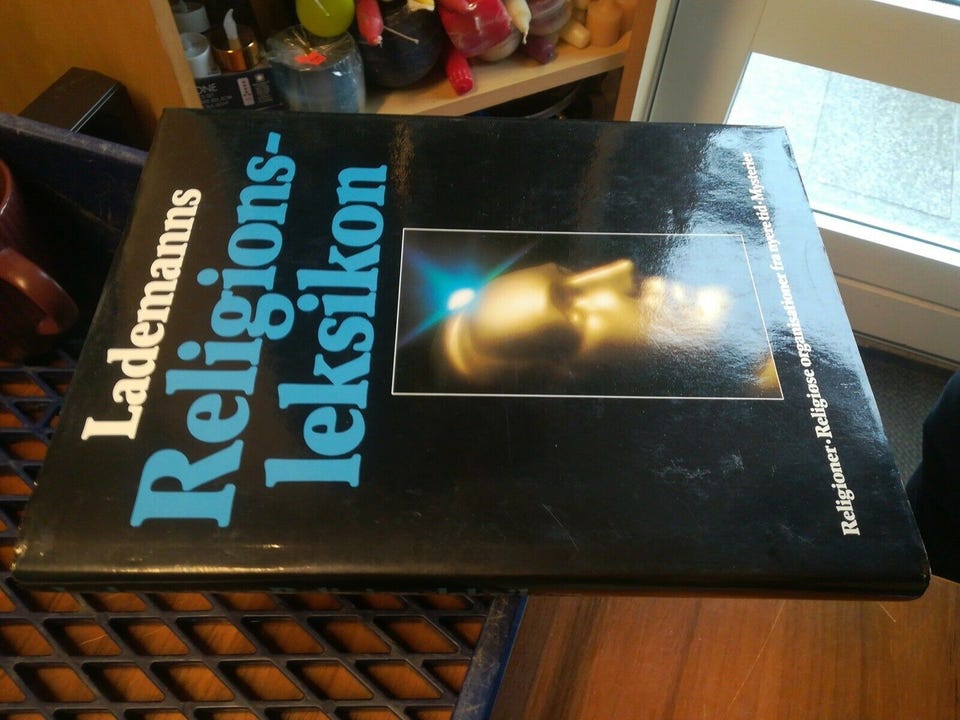 Lademanns
Religions-
leksikon
Religioner·Religiøse organisationer fra nyere tid·Mysterier